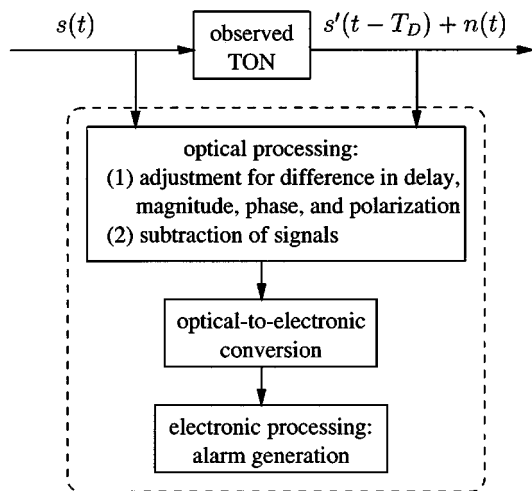 s(t)
observed
TON
s'(t − T_D) + n(t)
optical processing:
(1) adjustment for difference in delay,
magnitude, phase, and polarization
(2) subtraction of signals
optical-to-electronic
conversion
electronic processing:
alarm generation